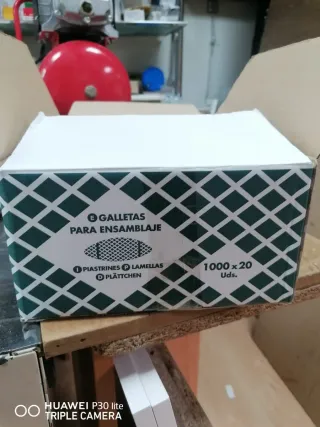 E GALLETAS
PARA ENSAMBLAJE
I PIASTRINES P LAMELLAS
D PLÄTTCHEN
1000 x 20
Uds.
HUAWEI P30 lite
TRIPLE CAMERA